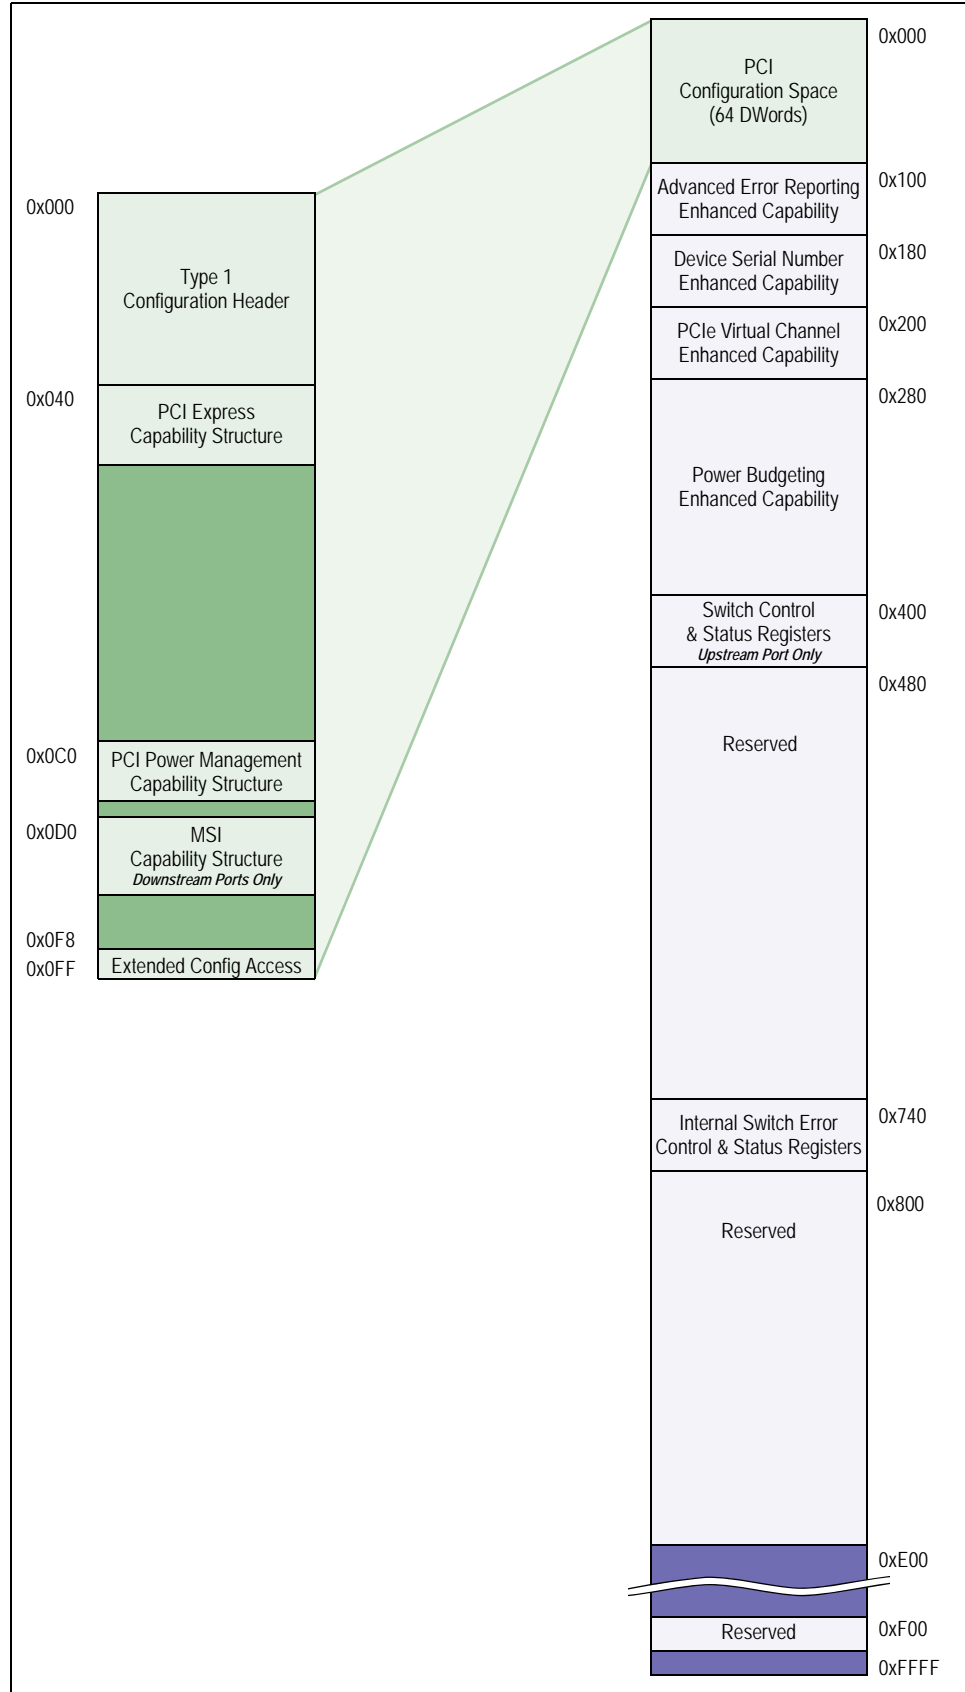 0x000
Type 1
Configuration Header
0x040
PCI Express
Capability Structure
0x0C0
PCI Power Management
Capability Structure
0x0D0
MSI
Capability Structure
Downstream Ports Only
0x0F8
0x0FF
Extended Config Access
PCI
Configuration Space
(64 DWords)
0x000
Advanced Error Reporting
Enhanced Capability
0x100
Device Serial Number
Enhanced Capability
0x180
PCIe Virtual Channel
Enhanced Capability
0x200
0x280
Power Budgeting
Enhanced Capability
Switch Control
& Status Registers
Upstream Port Only
0x400
0x480
Reserved
Internal Switch Error
Control & Status Registers
0x740
0x800
Reserved
0xE00
Reserved
0xF00
0xFFFF